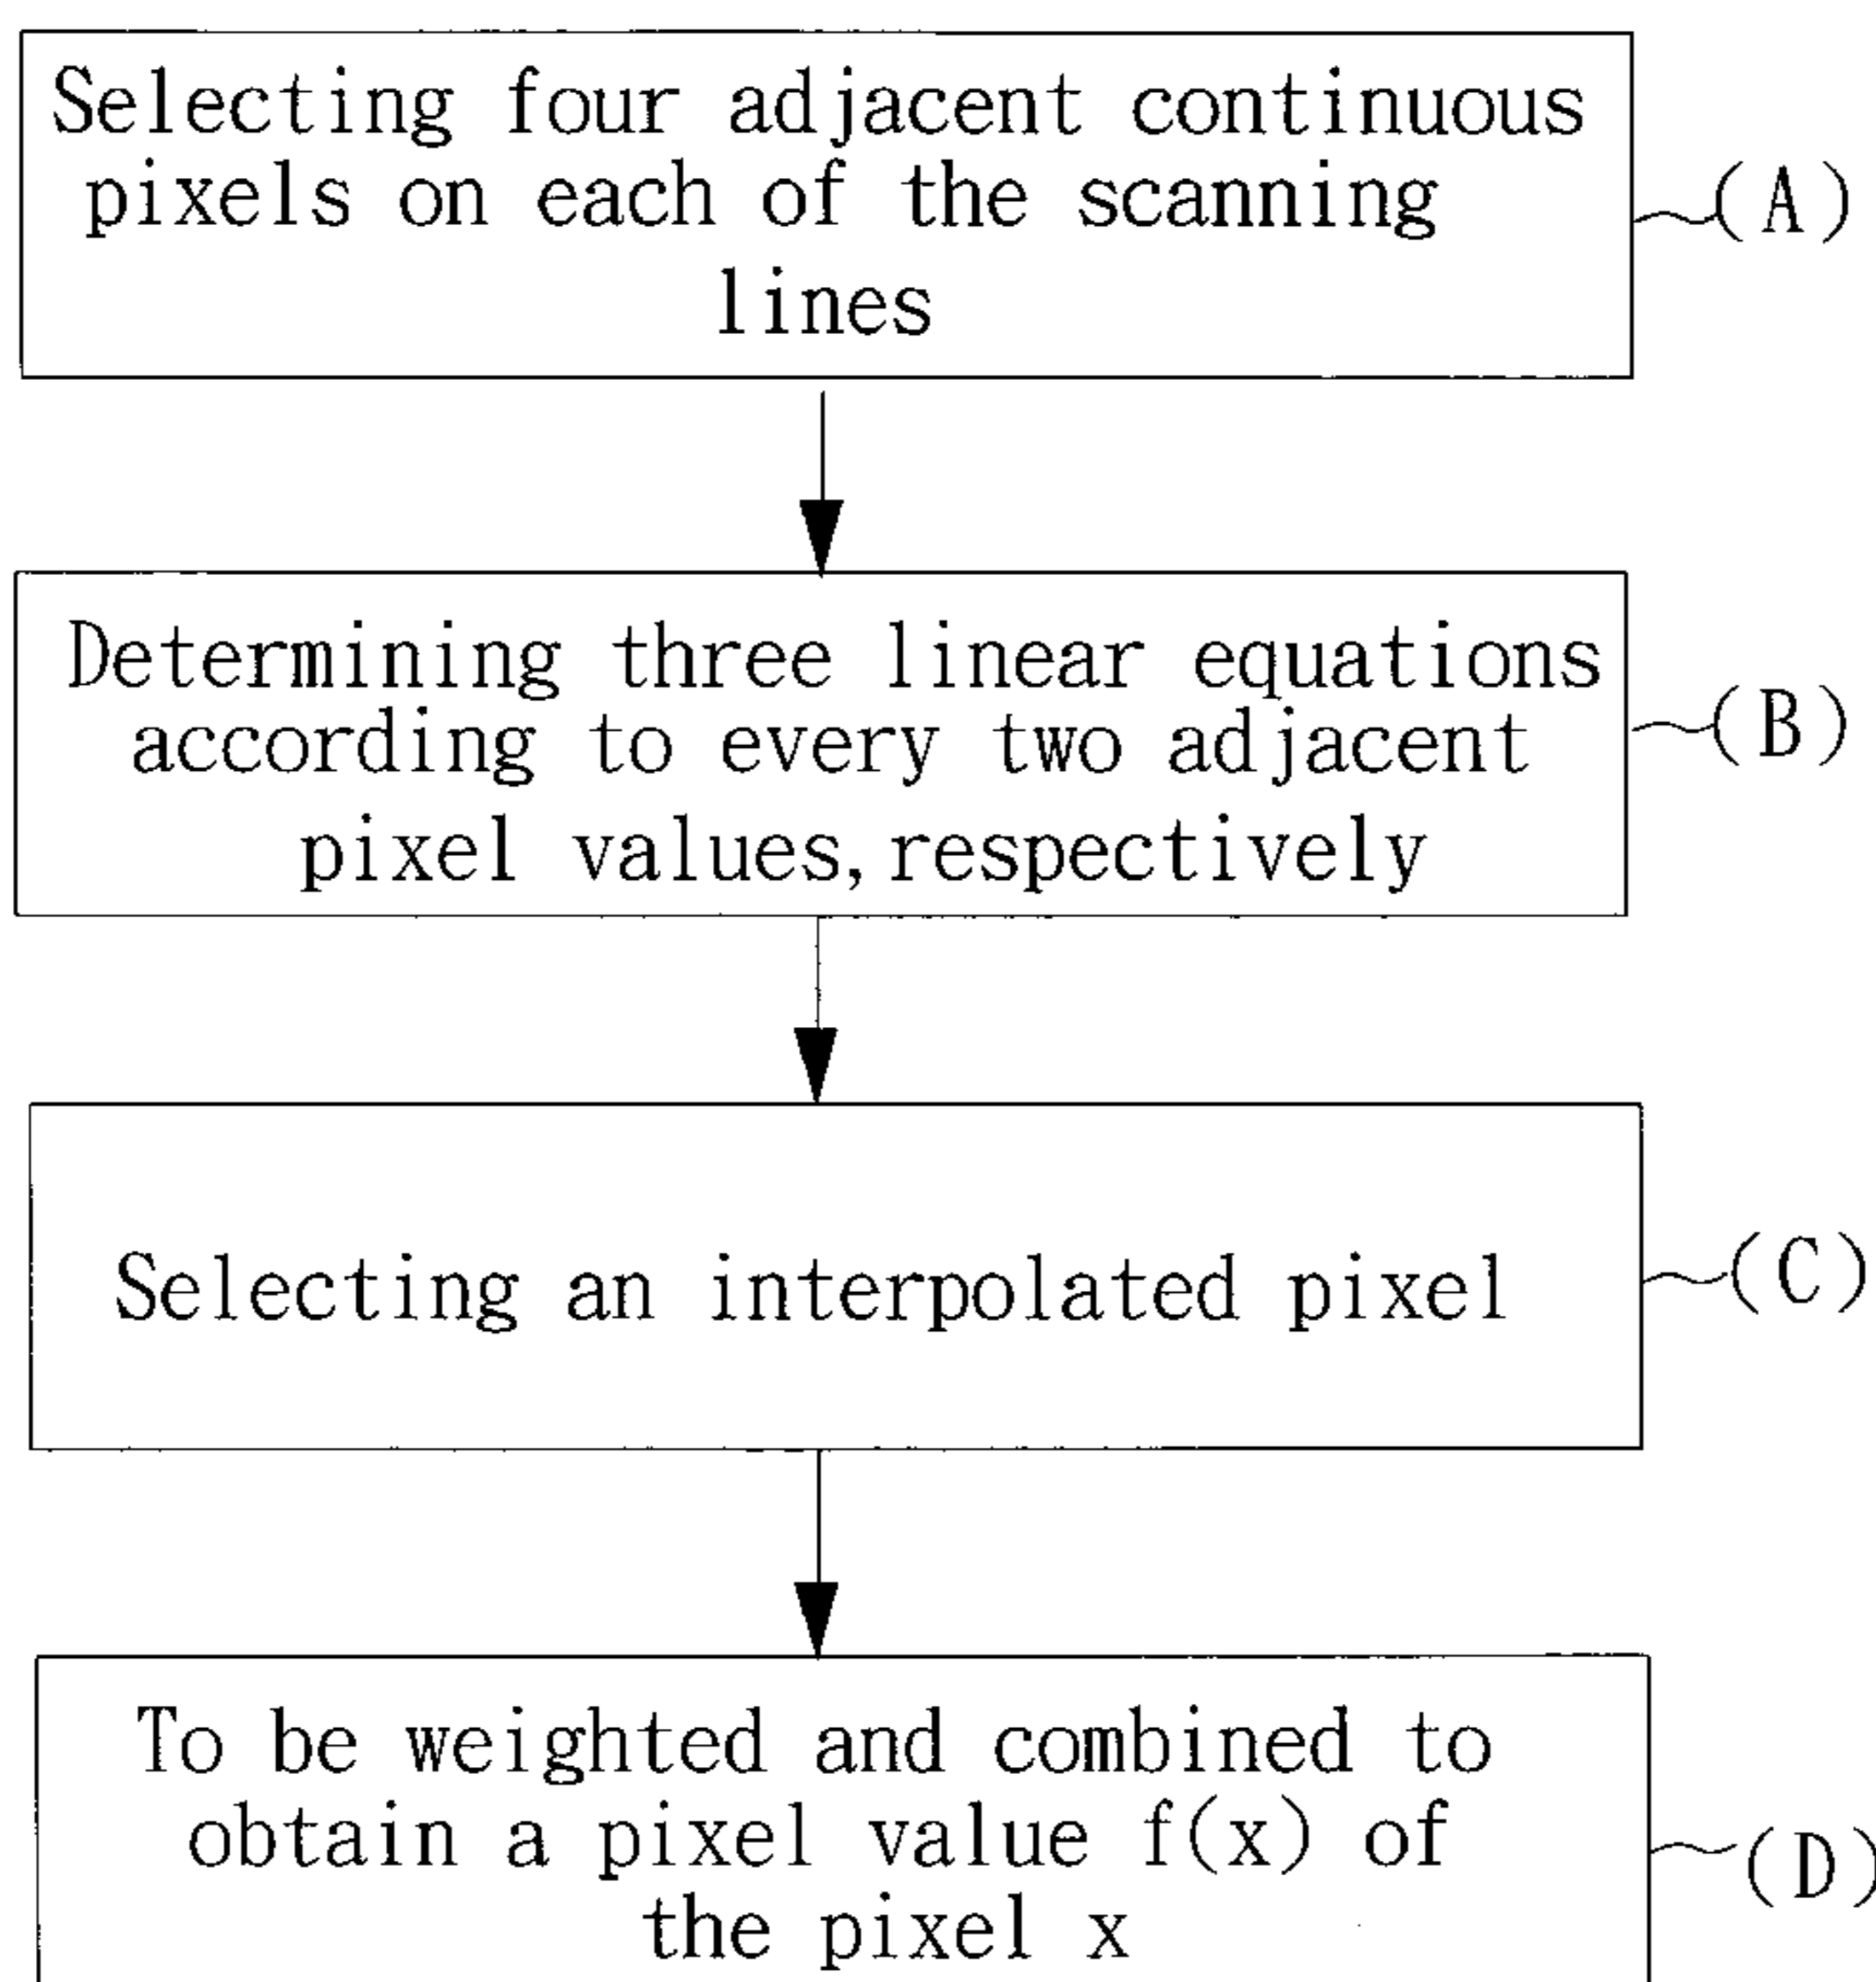 Selecting four adjacent continuous
pixels on each of the scanning
lines
(A)
Determining three linear equations
according to every two adjacent
pixel values, respectively
(B)
Selecting an interpolated pixel
(C)
To be weighted and combined to
obtain a pixel value f(x) of
the pixel x
(D)